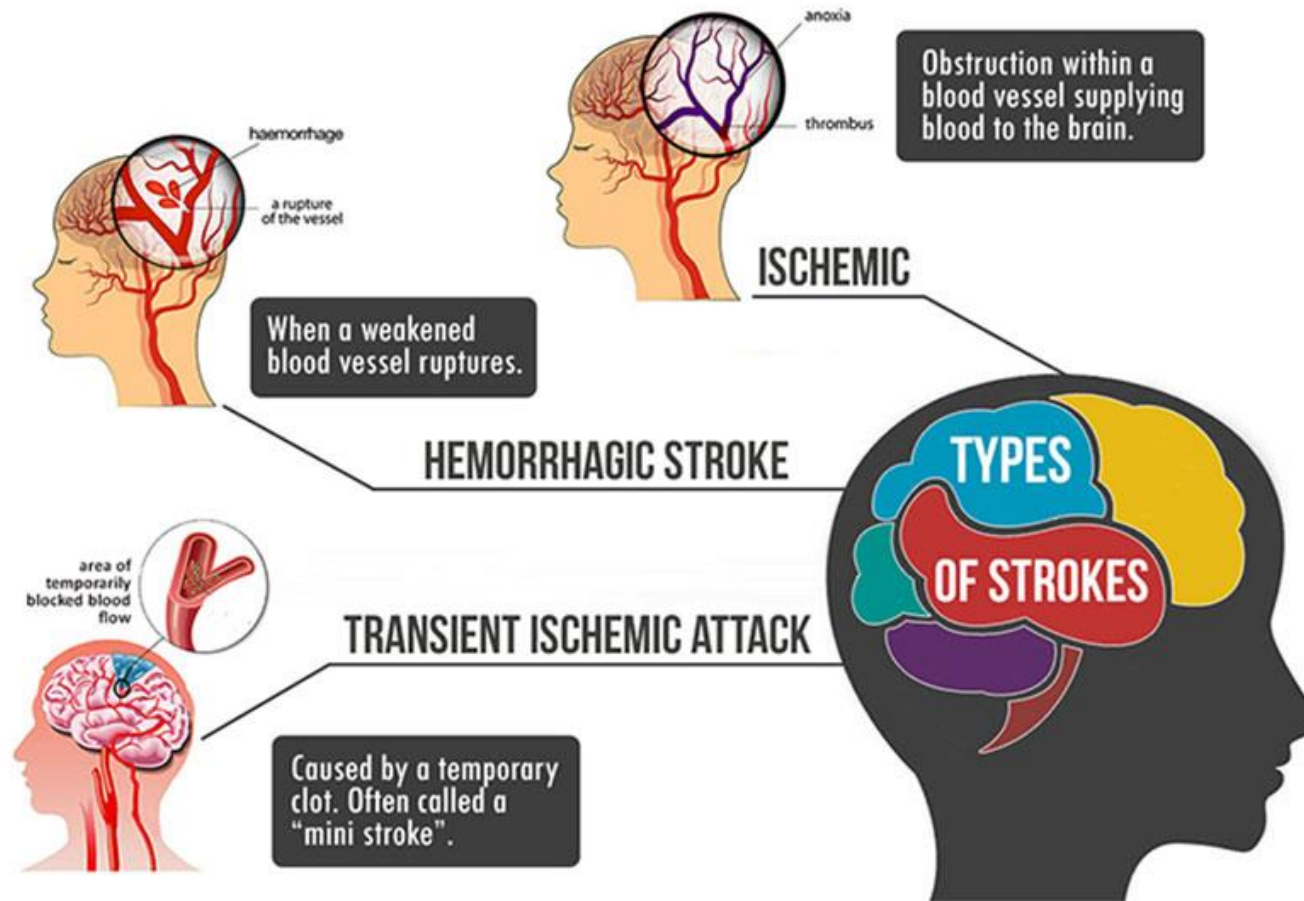 anoxia
thrombus
Obstruction within a
blood vessel supplying
blood to the brain.
ISCHEMIC
haemorrhage
a rupture
of the vessel
When a weakened
blood vessel ruptures.
HEMORRHAGIC STROKE
TYPES
OF STROKES
area of
temporarily
blocked blood
flow
TRANSIENT ISCHEMIC ATTACK
Caused by a temporary
clot. Often called a
“mini stroke”.